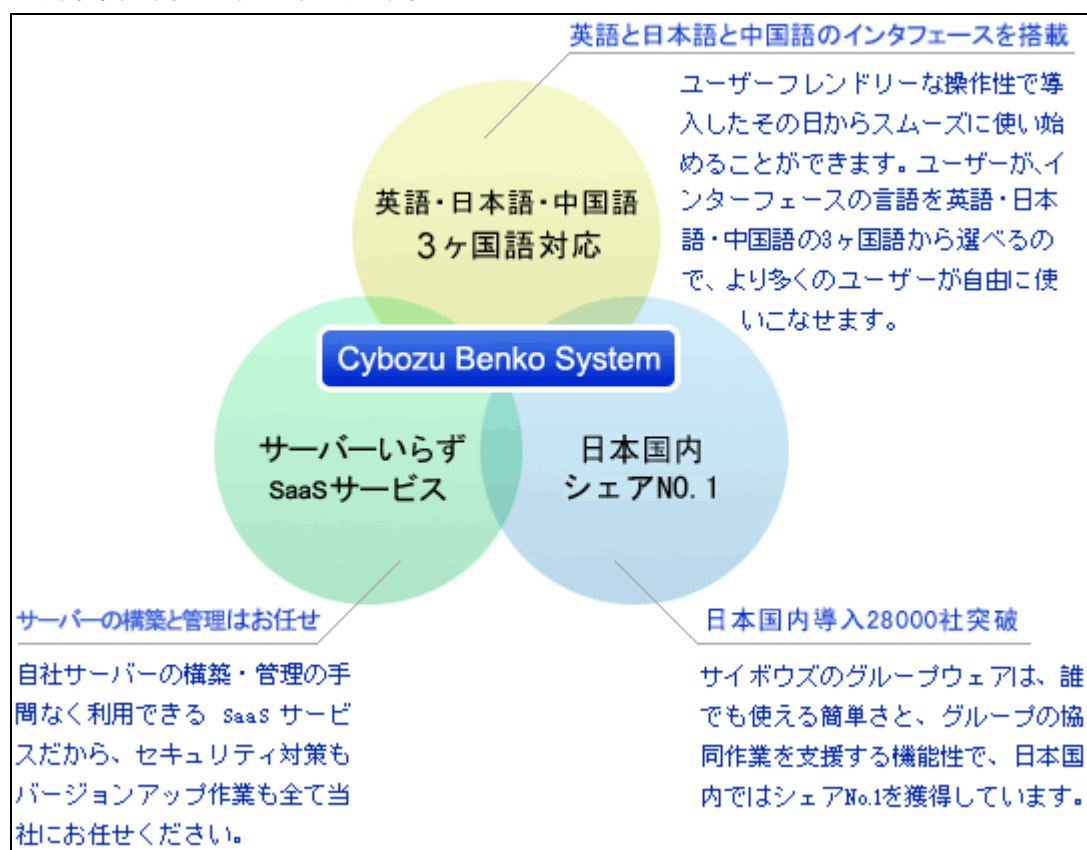 英語と日本語と中国語のインタフェースを搭載
ユーザーフレンドリーな操作性で導
入したその日からスムーズに使い始
めることができます。ユーザーが、イ
ンターフェースの言語を英語・日本
語・中国語の3ヶ国語から選べるの
で、より多くのユーザーが自由に使
いこなせます。
英語・日本語・中国語
3ヶ国語対応
Cybozu Benko System
サーバーいらず
SaaSサービス
日本国内
シェアNO.1
サーバーの構築と管理はお任せ
自社サーバーの構築・管理の手
間なく利用できる SaaS サービ
スだから、セキュリティ対策も
バージョンアップ作業も全て当
社にお任せください。
日本国内導入28000社突破
サイボウズのグループウェアは、誰
でも使える簡単さと、グループの協
同作業を支援する機能性で、日本国
内ではシェアNo.1を獲得しています。